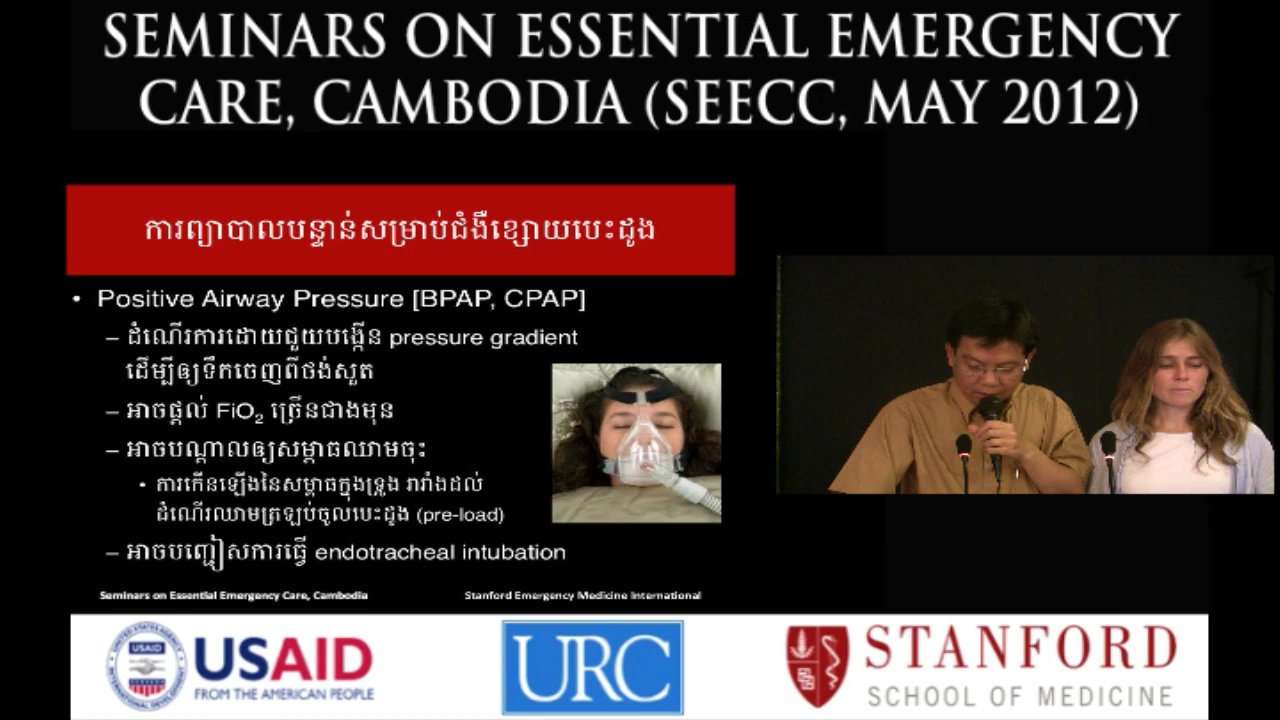 SEMINARS ON ESSENTIAL EMERGENCY
CARE, CAMBODIA (SEECC, MAY 2012)
ការព្យាបាលបន្ទាន់សម្រាប់ជំងឺខ្សោយបេះដូង
• Positive Airway Pressure [BPAP, CPAP]
– ដំណើរការដោយជួយបង្កើន pressure gradient
ដើម្បីឲ្យទឹកចេញពីថង់សួត
– អាចផ្តល់ FiO₂ ច្រើនជាងមុន
– អាចបណ្តាលឲ្យសម្ពាធឈាមចុះ
• ការកើនឡើងនៃសម្ពាធក្នុងទ្រូង រារាំងដល់
ដំណើរឈាមត្រឡប់ចូលបេះដូង (pre-load)
– អាចបញ្ជៀសការធ្វើ endotracheal intubation
Seminars on Essential Emergency Care, Cambodia
Stanford Emergency Medicine International
USAID
USAID
FROM THE AMERICAN PEOPLE
URC
STANFORD
SCHOOL OF MEDICINE